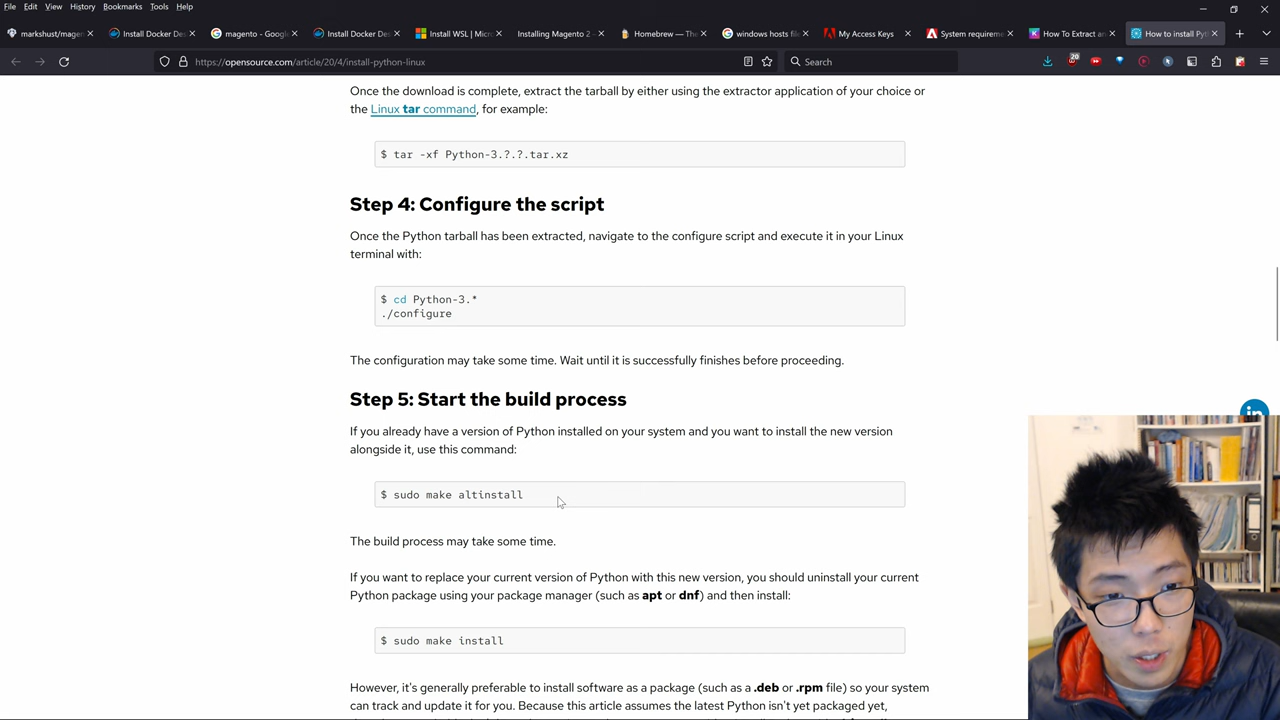 File Edit View History Bookmarks Tools Help
markshust/magen
Install Docker Des
magento - Google
Install Docker Des
Install WSL | Micro
Installing Magento 2 –
Homebrew — The
windows hosts file
My Access Keys
System requireme
How To Extract an
How to install Pyt
https://opensource.com/article/20/4/install-python-linux
Search
20
Once the download is complete, extract the tarball by either using the extractor application of your choice or
the Linux tar command, for example:
$ tar -xf Python-3.?.?.tar.xz
Step 4: Configure the script
Once the Python tarball has been extracted, navigate to the configure script and execute it in your Linux
terminal with:
$ cd Python-3.*
./configure
The configuration may take some time. Wait until it is successfully finishes before proceeding.
Step 5: Start the build process
If you already have a version of Python installed on your system and you want to install the new version
alongside it, use this command:
in
$ sudo make altinstall
The build process may take some time.
If you want to replace your current version of Python with this new version, you should uninstall your current
Python package using your package manager (such as apt or dnf) and then install:
$ sudo make install
However, it's generally preferable to install software as a package (such as a .deb or .rpm file) so your system
can track and update it for you. Because this article assumes the latest Python isn't yet packaged yet,